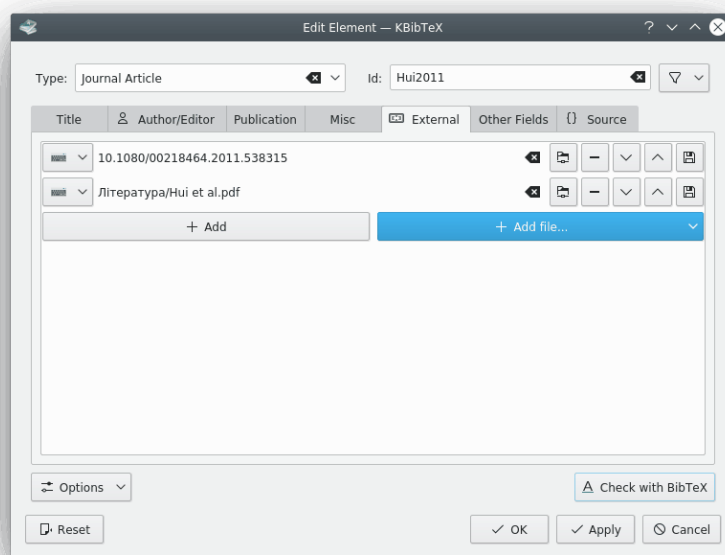 Edit Element — KBibTeX
Type: Journal Article Id: Hui2011
Title Author/Editor Publication Misc External Other Fields {} Source
10.1080/00218464.2011.538315
Література/Hui et al.pdf
+ Add + Add file...
Options A Check with BibTeX
Reset OK Apply Cancel